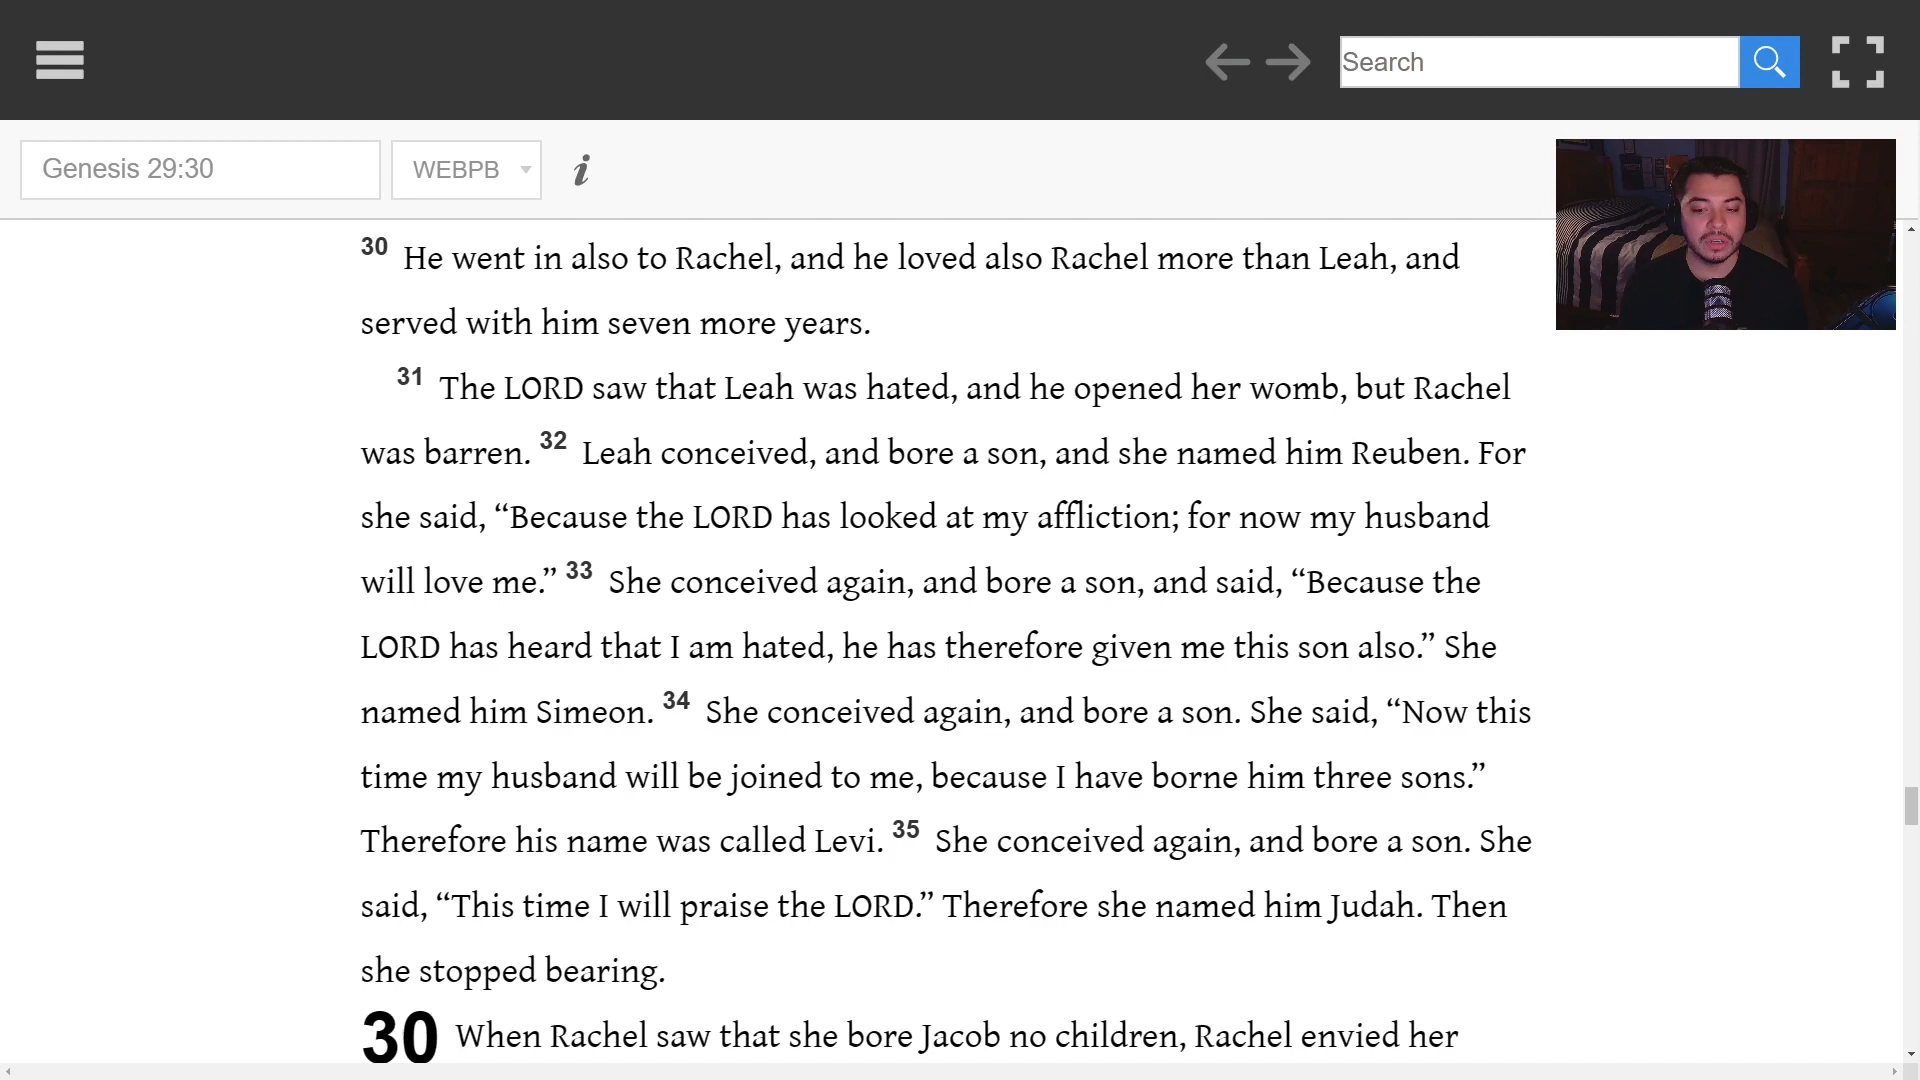 Search
Genesis 29:30
WEBPB
i
30 He went in also to Rachel, and he loved also Rachel more than Leah, and
served with him seven more years.
31 The LORD saw that Leah was hated, and he opened her womb, but Rachel
was barren. 32 Leah conceived, and bore a son, and she named him Reuben. For
she said, “Because the LORD has looked at my affliction; for now my husband
will love me.” 33 She conceived again, and bore a son, and said, “Because the
LORD has heard that I am hated, he has therefore given me this son also.” She
named him Simeon. 34 She conceived again, and bore a son. She said, “Now this
time my husband will be joined to me, because I have borne him three sons.”
Therefore his name was called Levi. 35 She conceived again, and bore a son. She
said, “This time I will praise the LORD.” Therefore she named him Judah. Then
she stopped bearing.
30 When Rachel saw that she bore Jacob no children, Rachel envied her